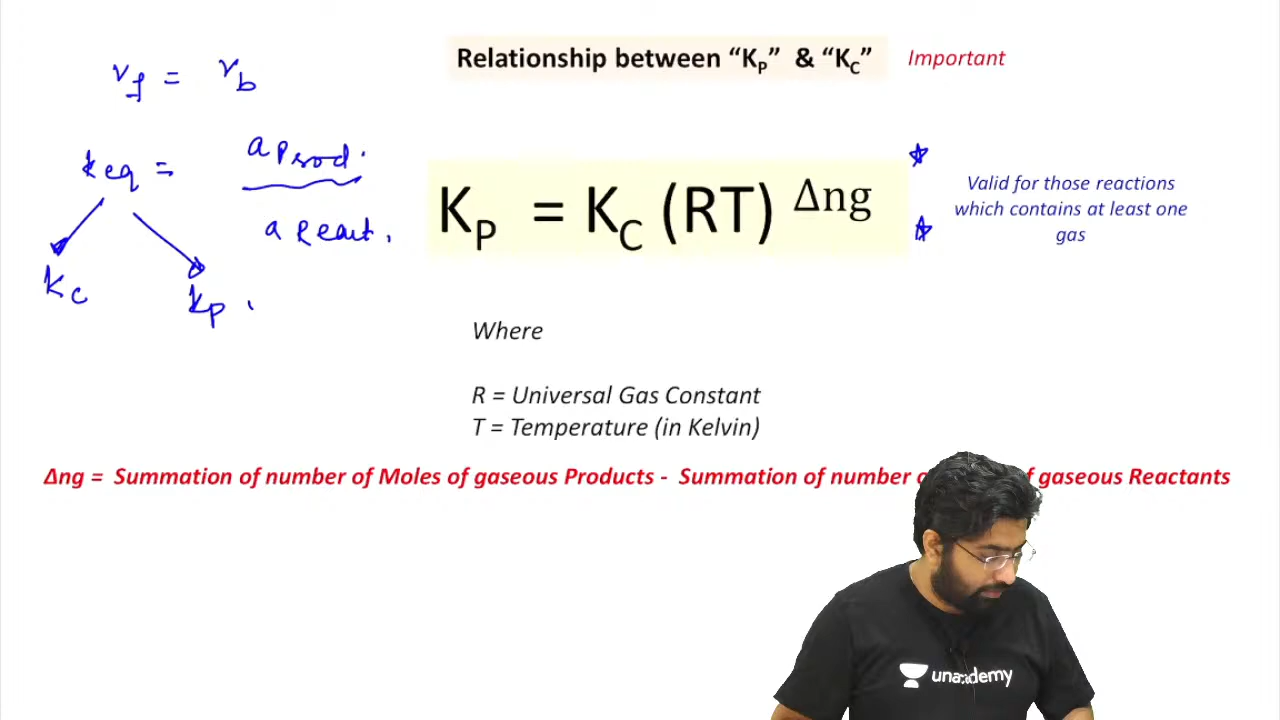 Relationship between “KP” & “KC”
Important
νf = νb
keq = a prod. / a React.
kc
kp
KP = KC (RT) Δng
Valid for those reactions
which contains at least one
gas
Where
R = Universal Gas Constant
T = Temperature (in Kelvin)
Δng = Summation of number of Moles of gaseous Products - Summation of number of gaseous Reactants
unacademy